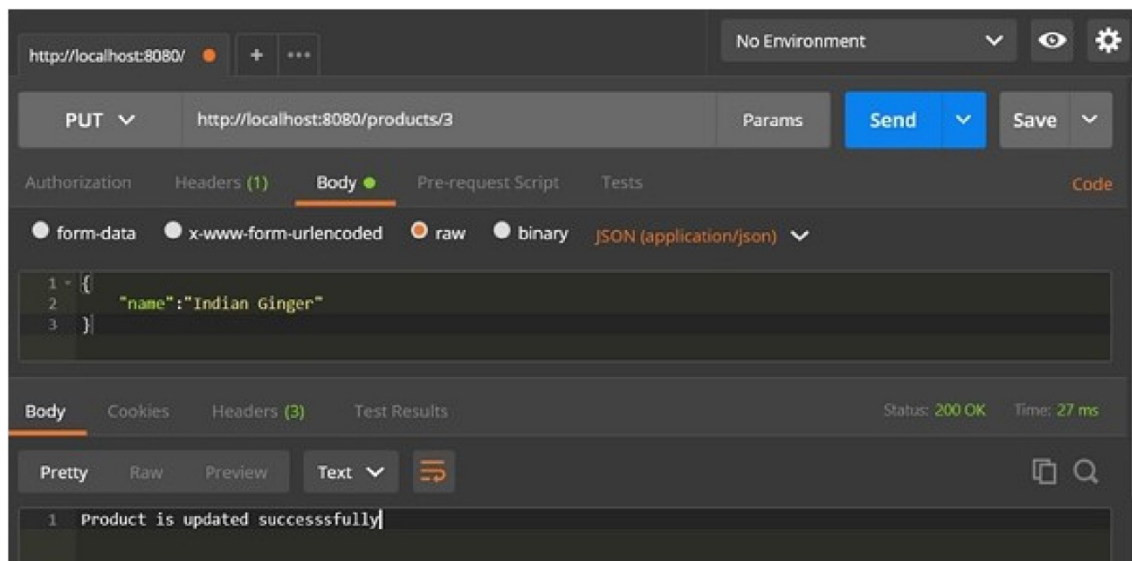 No Environment
http://localhost:8080/ + •••
PUT http://localhost:8080/products/3 Params Send Save
Authorization Headers (1) Body Pre-request Script Tests Code
form-data x-www-form-urlencoded raw binary JSON (application/json)
1 {
2 "name":"Indian Ginger"
3 }
Body Cookies Headers (3) Test Results Status: 200 OK Time: 27 ms
Pretty Raw Preview Text
1 Product is updated successsfully